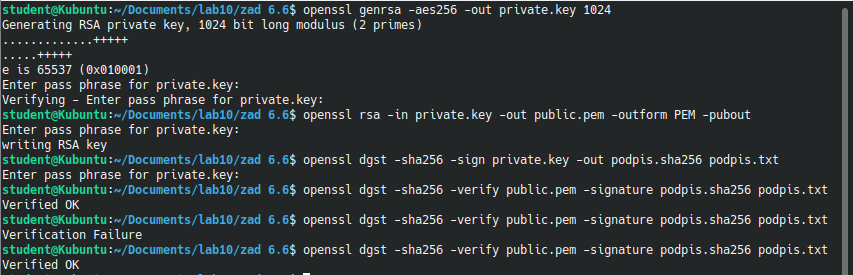 student@Kubuntu:~/Documents/lab10/zad 6.6$ openssl genrsa -aes256 -out private.key 1024
Generating RSA private key, 1024 bit long modulus (2 primes)
.............+++++
.....+++++
e is 65537 (0x010001)
Enter pass phrase for private.key:
Verifying - Enter pass phrase for private.key:
student@Kubuntu:~/Documents/lab10/zad 6.6$ openssl rsa -in private.key -out public.pem -outform PEM -pubout
Enter pass phrase for private.key:
writing RSA key
student@Kubuntu:~/Documents/lab10/zad 6.6$ openssl dgst -sha256 -sign private.key -out podpis.sha256 podpis.txt
Enter pass phrase for private.key:
student@Kubuntu:~/Documents/lab10/zad 6.6$ openssl dgst -sha256 -verify public.pem -signature podpis.sha256 podpis.txt
Verified OK
student@Kubuntu:~/Documents/lab10/zad 6.6$ openssl dgst -sha256 -verify public.pem -signature podpis.sha256 podpis.txt
Verification Failure
student@Kubuntu:~/Documents/lab10/zad 6.6$ openssl dgst -sha256 -verify public.pem -signature podpis.sha256 podpis.txt
Verified OK